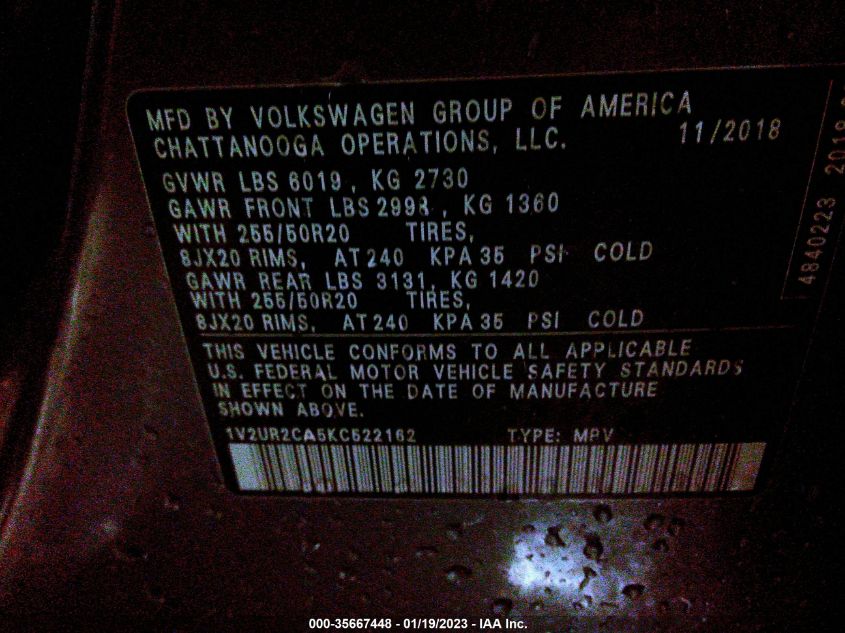 MFD BY VOLKSWAGEN GROUP OF AMERICA
CHATTANOOGA OPERATIONS, LLC. 11/2018
GVWR LBS 6019, KG 2730
GAWR FRONT LBS 2998, KG 1360
WITH 255/50R20 TIRES,
8JX20 RIMS, AT 240 KPA 35 PSI COLD
GAWR REAR LBS 3131, KG 1420
WITH 255/50R20 TIRES,
8JX20 RIMS, AT 240 KPA 35 PSI COLD
THIS VEHICLE CONFORMS TO ALL APPLICABLE
U.S. FEDERAL MOTOR VEHICLE SAFETY STANDARDS
IN EFFECT ON THE DATE OF MANUFACTURE
SHOWN ABOVE.
1V2UR2CA5KC522162 TYPE: MPV
4840223 2018
000-35667448 - 01/19/2023 - IAA Inc.